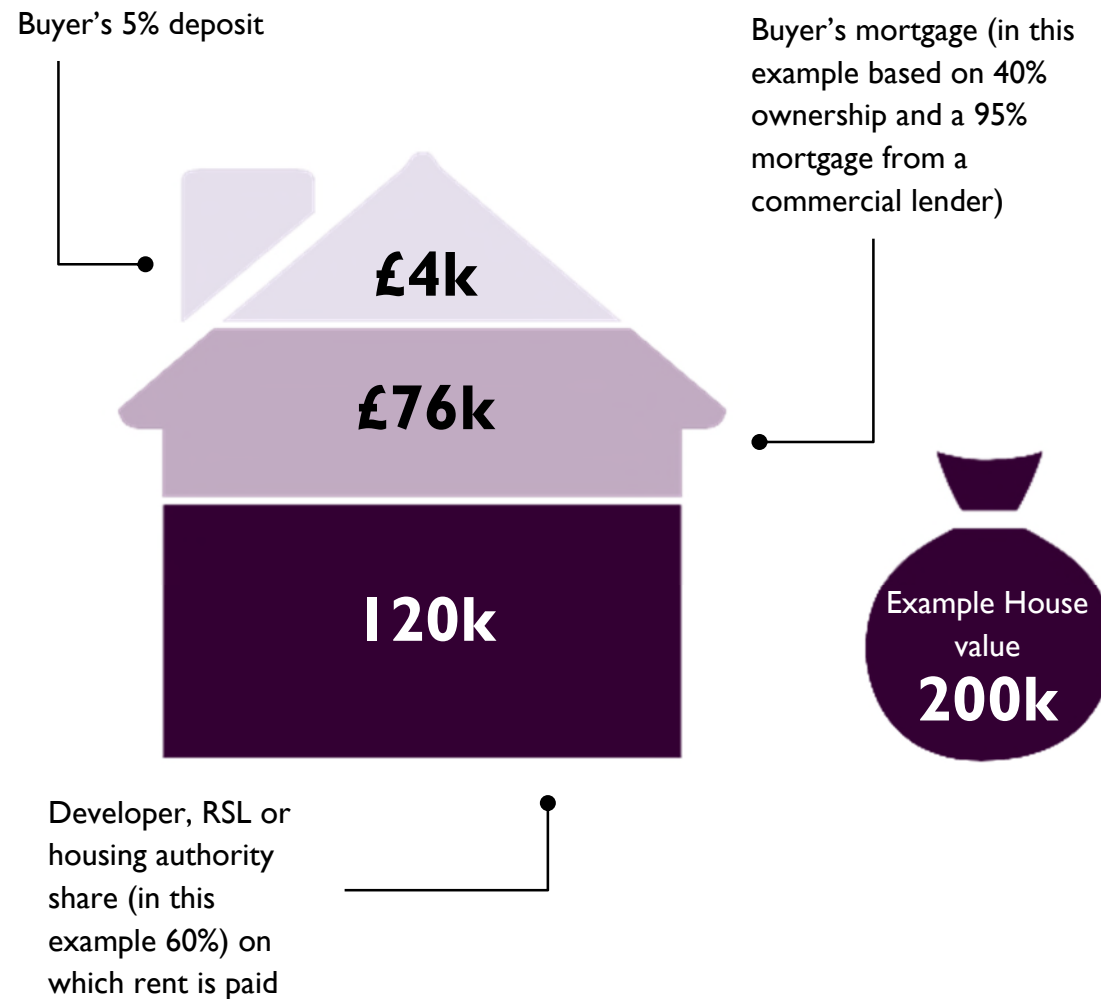 Buyer’s 5% deposit
Buyer’s mortgage (in this
example based on 40%
ownership and a 95%
mortgage from a
commercial lender)
£4k
£76k
120k
Example House
value
200k
Developer, RSL or
housing authority
share (in this
example 60%) on
which rent is paid